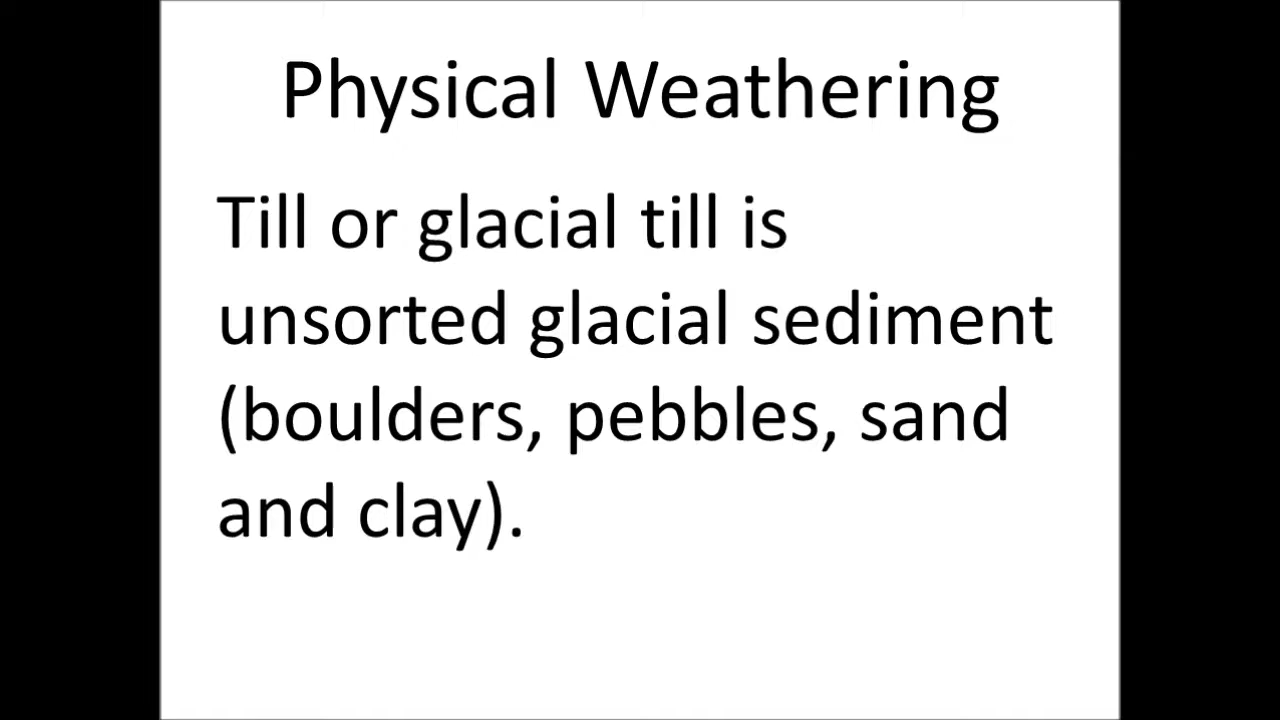 Physical Weathering
Till or glacial till is
unsorted glacial sediment
(boulders, pebbles, sand
and clay).